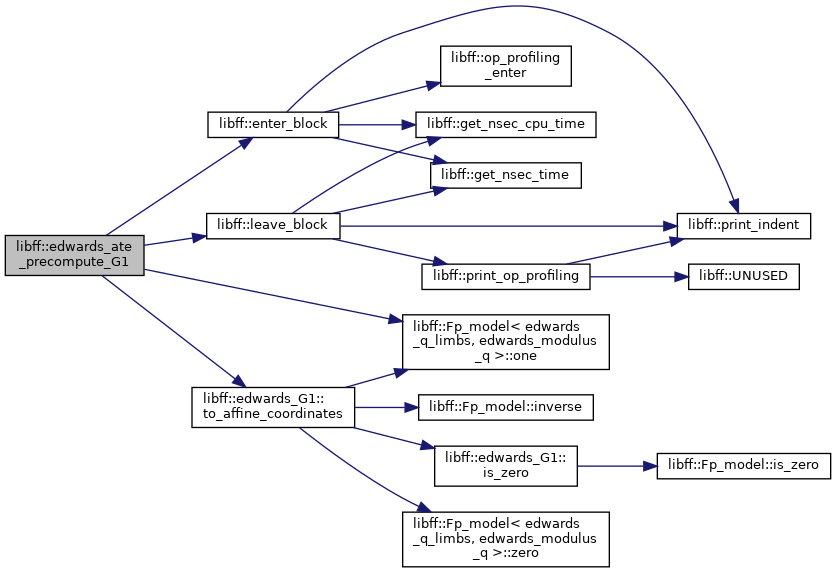 libff::op_profiling
_enter
libff::enter_block
libff::get_nsec_cpu_time
libff::get_nsec_time
libff::leave_block
libff::print_indent
libff::edwards_ate
_precompute_G1
libff::print_op_profiling
libff::UNUSED
libff::Fp_model< edwards
_q_limbs, edwards_modulus
_q >::one
libff::edwards_G1::
to_affine_coordinates
libff::Fp_model::inverse
libff::edwards_G1::
is_zero
libff::Fp_model::is_zero
libff::Fp_model< edwards
_q_limbs, edwards_modulus
_q >::zero